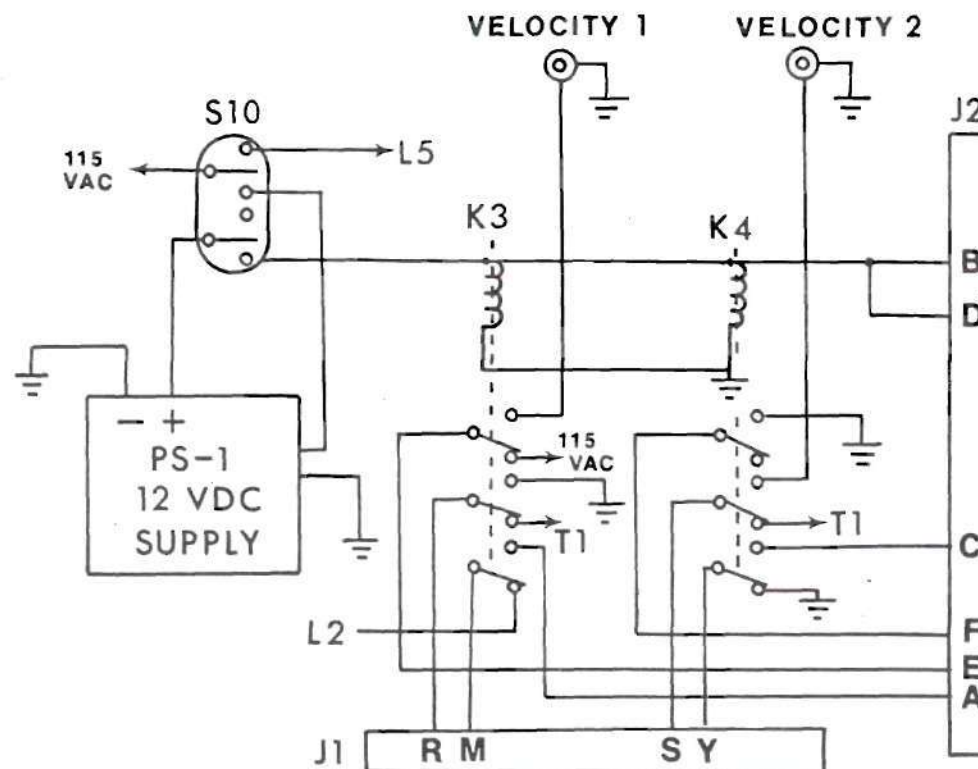 VELOCITY 1
VELOCITY 2
S10
J2
115
VAC
L5
K3
K4
B
D
− +
PS-1
12 VDC
SUPPLY
115
VAC
T1
T1
C
L2
F
E
A
J1
R M
S Y